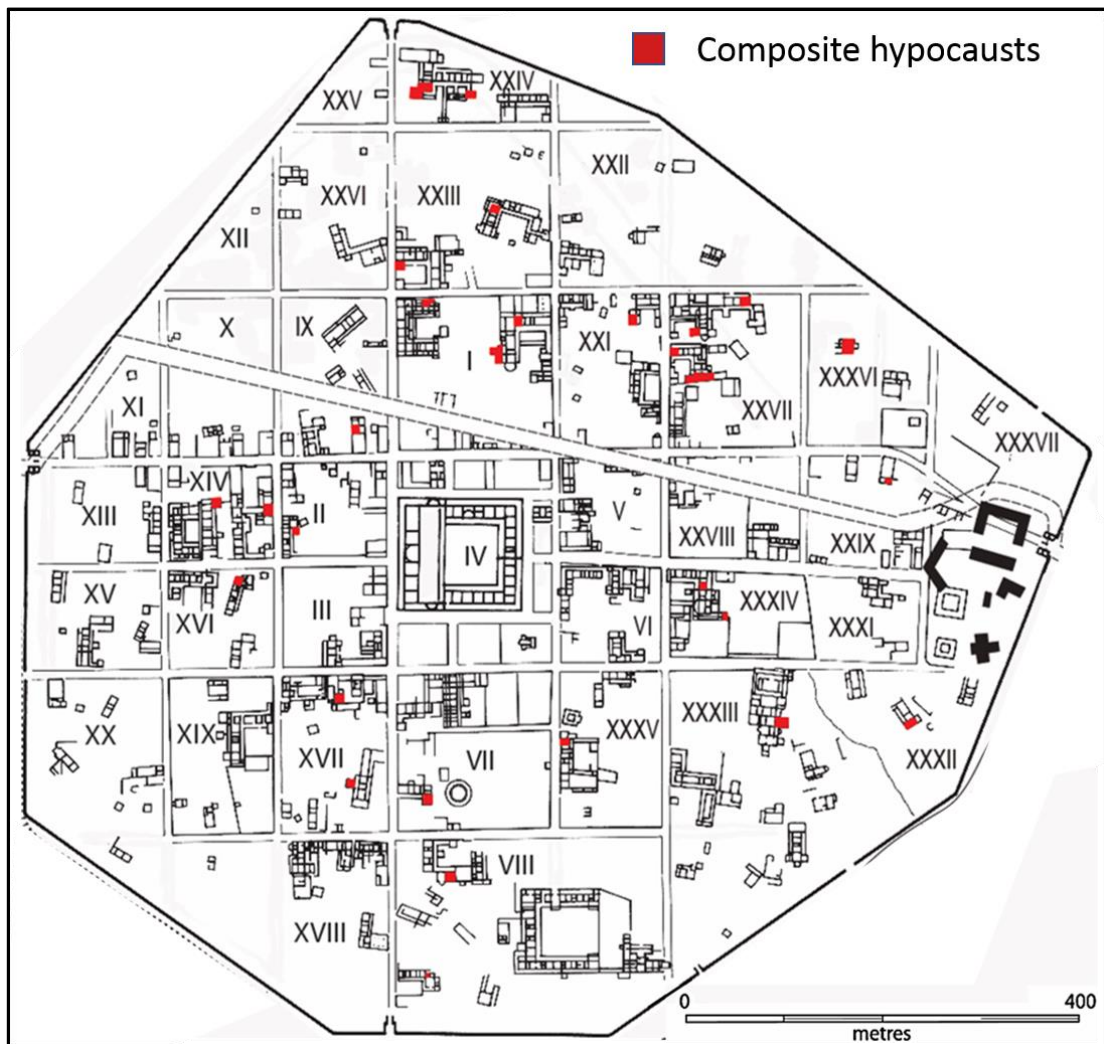 Composite hypocausts
XXV
XXIV
XXII
XXVI
XXIII
XII
X
IX
I
XXI
XXXVI
XI
XXVII
XXXVII
XIV
XIII
II
IV
V
XXVIII
XXIX
XV
XVI
III
VI
XXXIV
XXXI
XX
XIX
XVII
VII
XXXV
XXXIII
XXXII
VIII
XVIII
0
400
metres